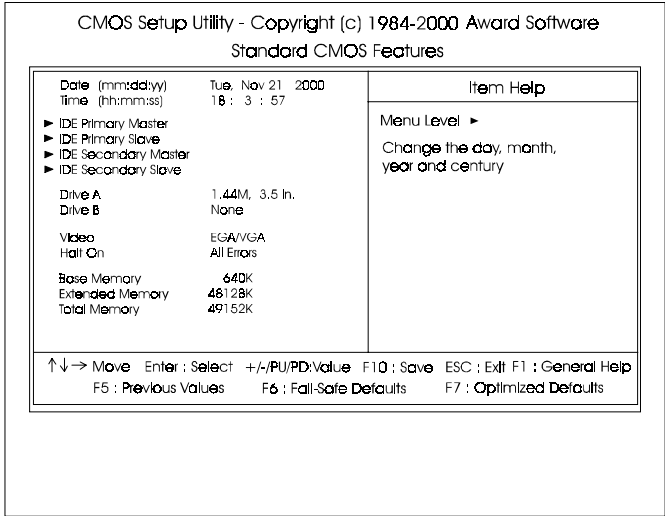 CMOS Setup Utility - Copyright (c) 1984-2000 Award Software
Standard CMOS Features
Date (mm:dd:yy) Tue, Nov 21 2000
Time (hh:mm:ss) 18 : 3 : 57
► IDE Primary Master
► IDE Primary Slave
► IDE Secondary Master
► IDE Secondary Slave
Drive A 1.44M, 3.5 In.
Drive B None
Video EGA/VGA
Halt On All Errors
Base Memory 640K
Extended Memory 48128K
Total Memory 49152K
Item Help
Menu Level ►
Change the day, month,
year and century
↑↓→ Move Enter : Select +/-/PU/PD:Value F10 : Save ESC : Exit F1 : General Help
F5 : Previous Values F6 : Fail-Safe Defaults F7 : Optimized Defaults